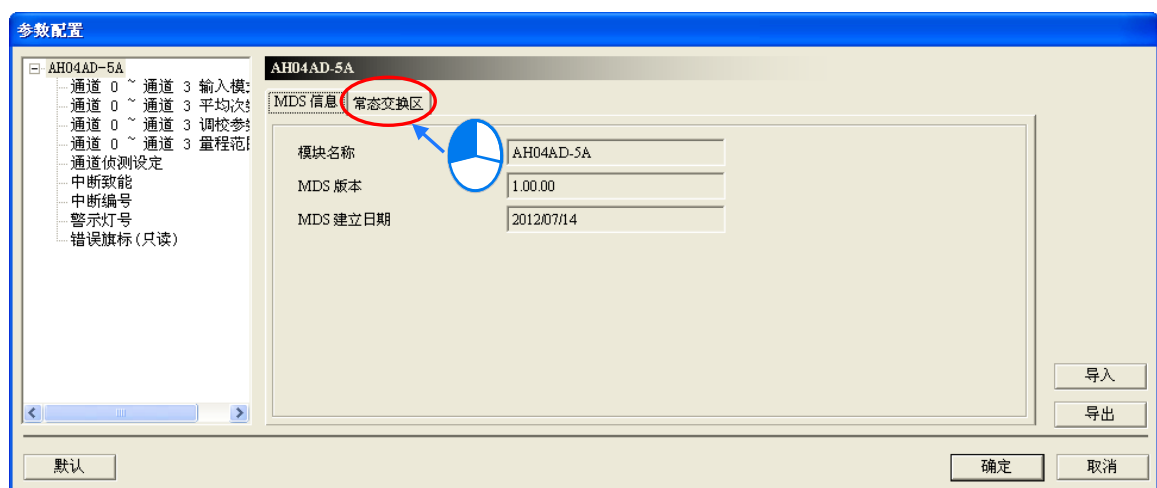 参数配置
AH04AD-5A
通道 0 ~ 通道 3 输入模
通道 0 ~ 通道 3 平均次
通道 0 ~ 通道 3 调校参
通道 0 ~ 通道 3 量程范
通道侦测设定
中断致能
中断编号
警示灯号
错误旗标(只读)
AH04AD-5A
MDS 信息
常态交换区
模块名称
AH04AD-5A
MDS 版本
1.00.00
MDS 建立日期
2012/07/14
导入
导出
默认
确定
取消